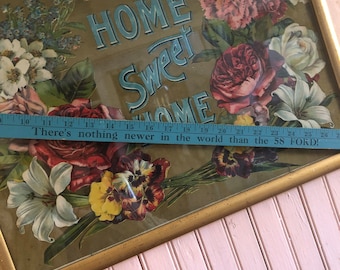 HOME
Sweet
HOME
There's nothing newer in the world than the 58 FORD!